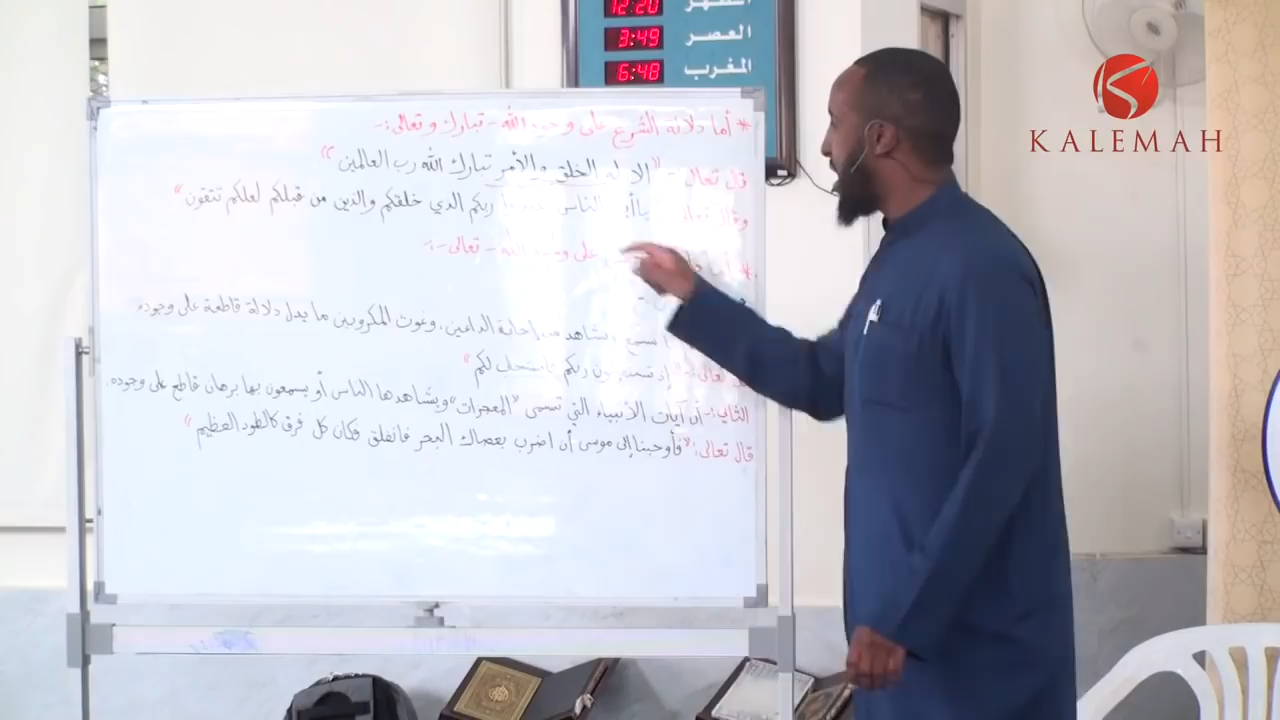 12:20 الظهر
3:49 العصر
6:48 المغرب
KALEMAH
* أما دلالة الشرع على وجود الله - تبارك وتعالى :-
قال تعالى :- "ألا له الخلق والأمر تبارك الله رب العالمين"
وقال تعالى الناس ربكم الذي خلقكم والذين من قبلكم لعلكم تتقون"
* على وجود الله - تعالى - :-
نسمع ونشاهد من إجابة الداعين، وغوث المكروبين ما يدل دلالة قاطعة على وجوده
قال تعالى :- "إذ تستغيثون ربكم فاستجاب لكم"
الثاني :- أن آيات الأنبياء التي تسمى "المعجزات" ويشاهدها الناس أو يسمعون بها برهان قاطع على وجوده.
قال تعالى: "فأوحينا إلى موسى أن اضرب بعصاك البحر فانفلق فكان كل فرق كالطود العظيم"